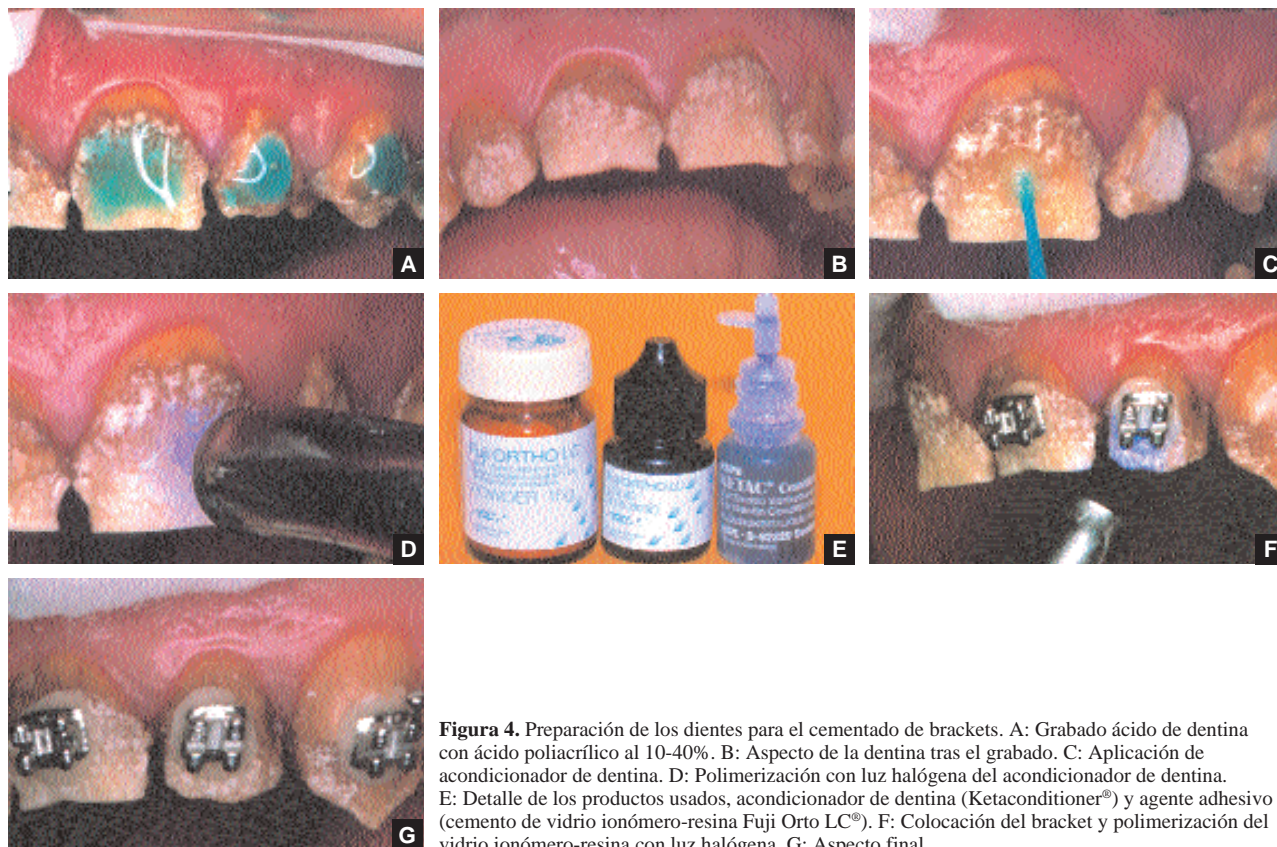 A
B
C
D
ORTHO LC
POWDER
E
F
G
Figura 4. Preparación de los dientes para el cementado de brackets. A: Grabado ácido de dentina
con ácido poliacrílico al 10-40%. B: Aspecto de la dentina tras el grabado. C: Aplicación de
acondicionador de dentina. D: Polimerización con luz halógena del acondicionador de dentina.
E: Detalle de los productos usados, acondicionador de dentina (Ketaconditioner®) y agente adhesivo
(cemento de vidrio ionómero-resina Fuji Orto LC®). F: Colocación del bracket y polimerización del
vidrio ionómero-resina con luz halógena. G: Aspecto final.